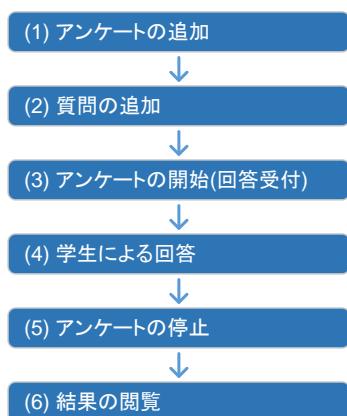 (1) アンケートの追加
(2) 質問の追加
(3) アンケートの開始(回答受付)
(4) 学生による回答
(5) アンケートの停止
(6) 結果の閲覧